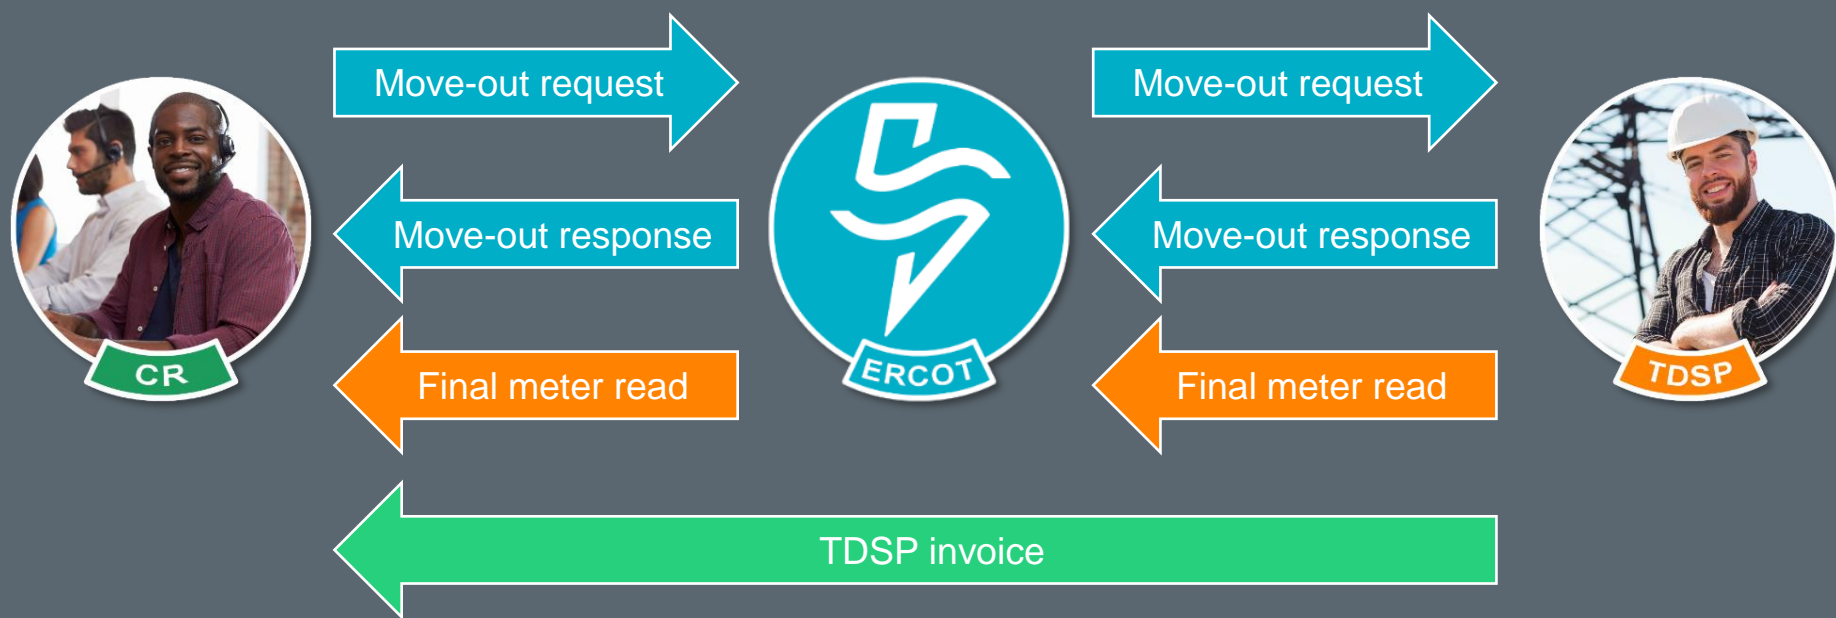 Move-out request
Move-out request
Move-out response
Move-out response
CR
ERCOT
TDSP
Final meter read
Final meter read
TDSP invoice